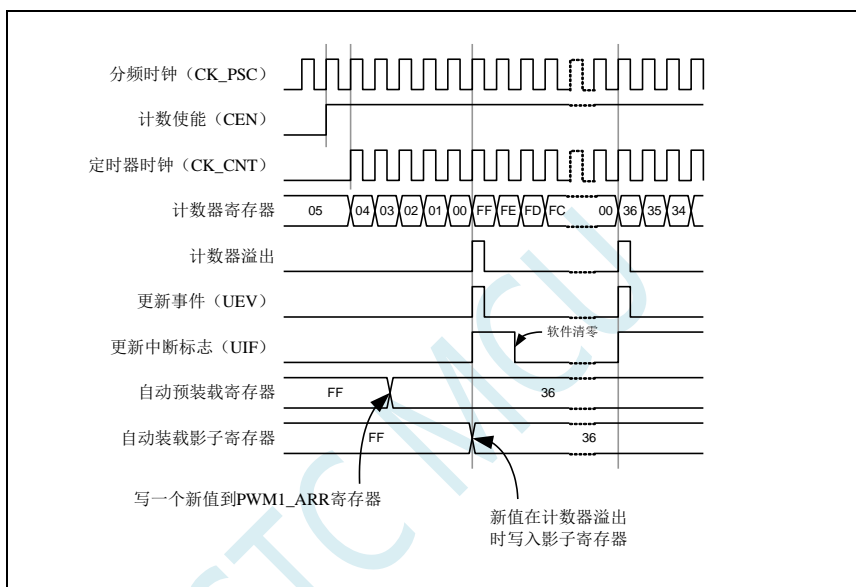 分频时钟（CK_PSC）
计数使能（CEN）
定时器时钟（CK_CNT）
计数器寄存器 05 04 03 02 01 00 FF FE FD FC 00 36 35 34
计数器溢出
更新事件（UEV）
软件清零
更新中断标志（UIF）
自动预装载寄存器 FF 36
自动装载影子寄存器 FF 36
写一个新值到PWM1_ARR寄存器
新值在计数器溢出
时写入影子寄存器
STC MCU